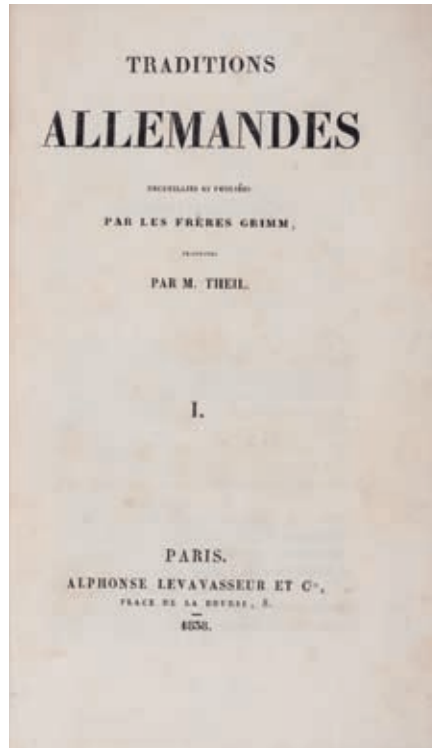 TRADITIONS
ALLEMANDES
RECUEILLIES ET PUBLIÉES
PAR LES FRÈRES GRIMM,
TRADUITES
PAR M. THEIL.
I.
PARIS.
ALPHONSE LEVAVASSEUR ET Cie,
PLACE DE LA BOURSE, 8.
1838.